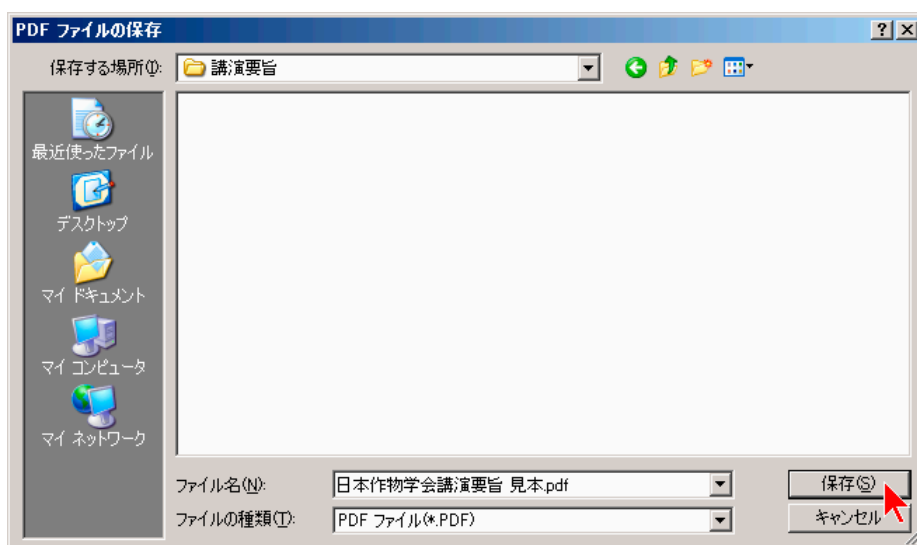 PDF ファイルの保存
保存する場所(I):
講演要旨
最近使ったファイル
デスクトップ
マイ ドキュメント
マイ コンピュータ
マイ ネットワーク
ファイル名(N):
日本作物学会講演要旨 見本.pdf
保存(S)
ファイルの種類(T):
PDF ファイル(*.PDF)
キャンセル